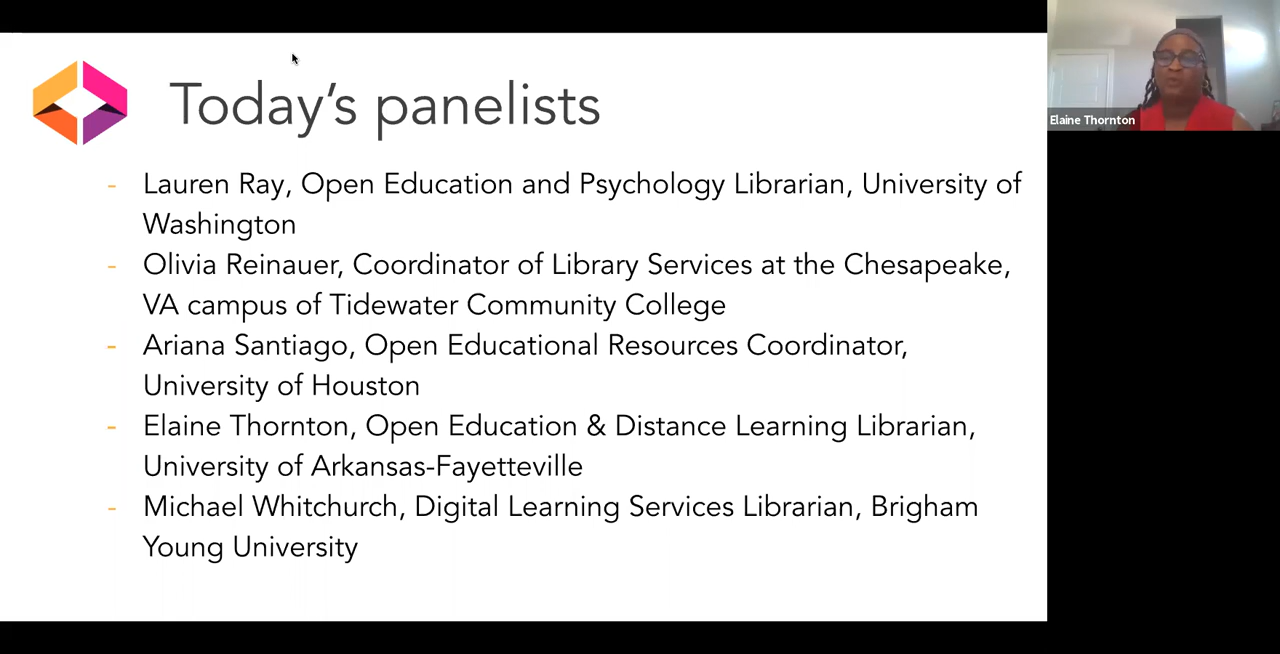 Today's panelists
- Lauren Ray, Open Education and Psychology Librarian, University of
Washington
- Olivia Reinauer, Coordinator of Library Services at the Chesapeake,
VA campus of Tidewater Community College
- Ariana Santiago, Open Educational Resources Coordinator,
University of Houston
- Elaine Thornton, Open Education & Distance Learning Librarian,
University of Arkansas-Fayetteville
- Michael Whitchurch, Digital Learning Services Librarian, Brigham
Young University
Elaine Thornton